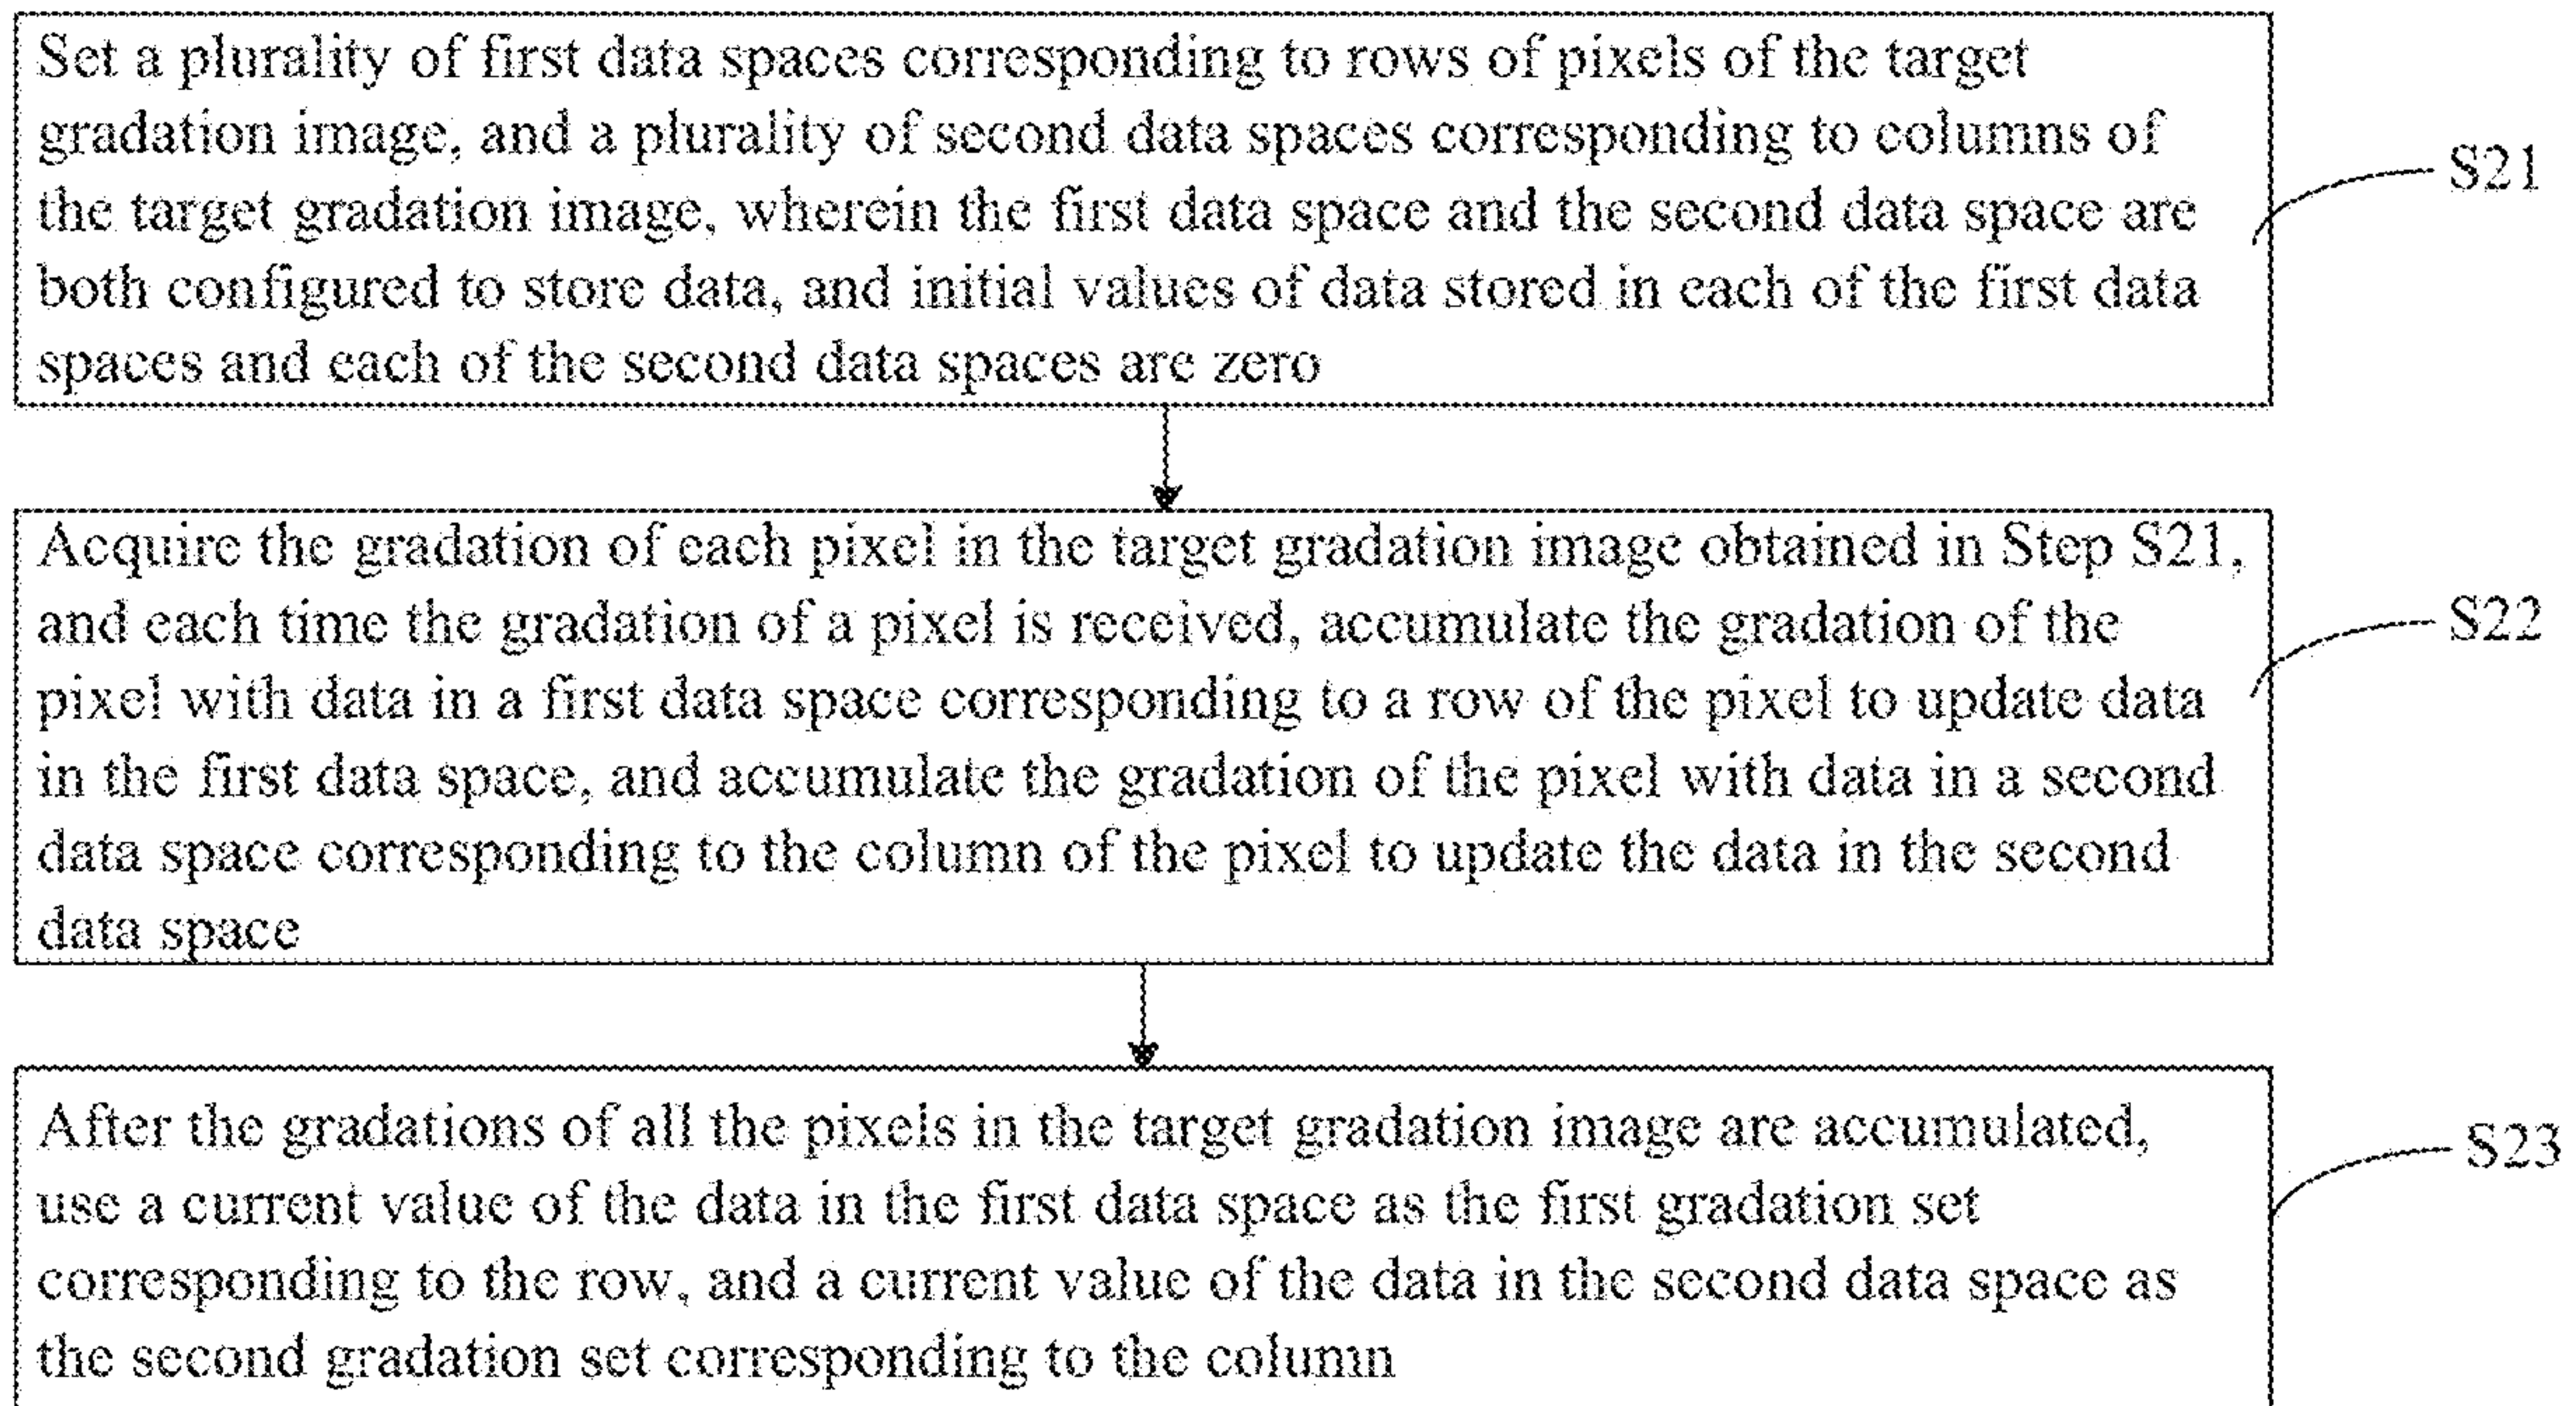 Set a plurality of first data spaces corresponding to rows of pixels of the target
gradation image, and a plurality of second data spaces corresponding to columns of
the target gradation image, wherein the first data space and the second data space are
both configured to store data, and initial values of data stored in each of the first data
spaces and each of the second data spaces are zero
S21
Acquire the gradation of each pixel in the target gradation image obtained in Step S21,
and each time the gradation of a pixel is received, accumulate the gradation of the
pixel with data in a first data space corresponding to a row of the pixel to update data
in the first data space, and accumulate the gradation of the pixel with data in a second
data space corresponding to the column of the pixel to update the data in the second
data space
S22
After the gradations of all the pixels in the target gradation image are accumulated,
use a current value of the data in the first data space as the first gradation set
corresponding to the row, and a current value of the data in the second data space as
the second gradation set corresponding to the column
S23